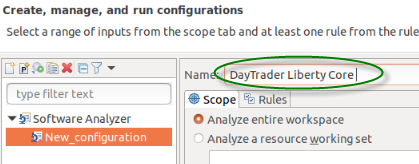 Create, manage, and run configurations
Select a range of inputs from the scope tab and at least one rule from the rule
Name: DayTrader Liberty Core
type filter text
Scope Rules
Software Analyzer
Analyze entire workspace
New_configuration
Analyze a resource working set